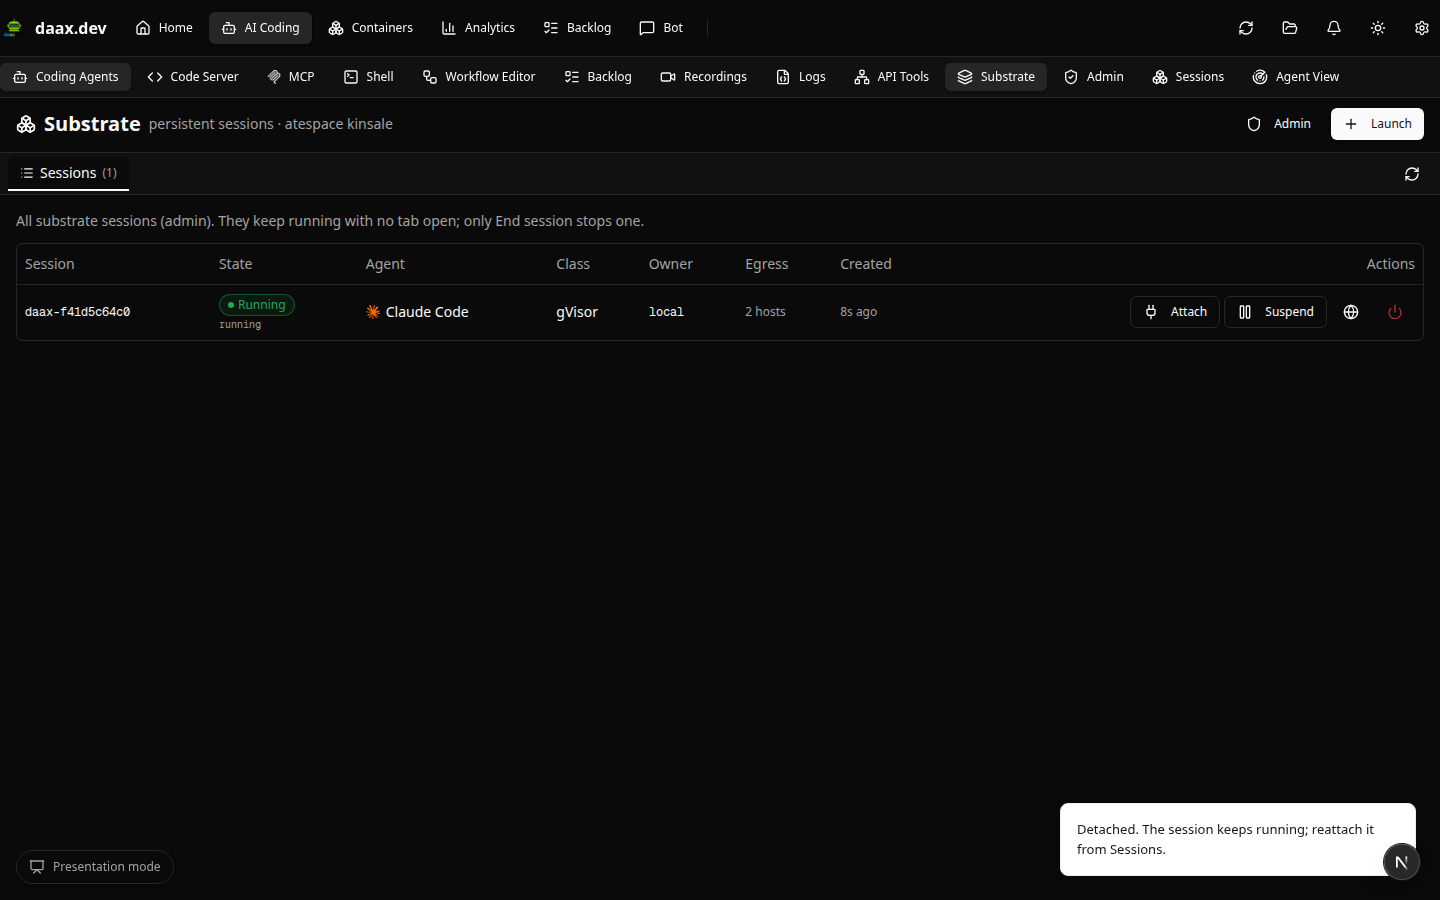 daax.dev Home AI Coding Containers Analytics Backlog Bot
Coding Agents Code Server MCP Shell Workflow Editor Backlog Recordings Logs API Tools Substrate Admin Sessions Agent View
Substrate persistent sessions · atespace kinsale Admin Launch
Sessions (1)
All substrate sessions (admin). They keep running with no tab open; only End session stops one.
Session State Agent Class Owner Egress Created Actions
daax-f41d5c64c0 Running Claude Code gVisor local 2 hosts 8s ago Attach Suspend
running
Detached. The session keeps running; reattach it
from Sessions.
Presentation mode
N